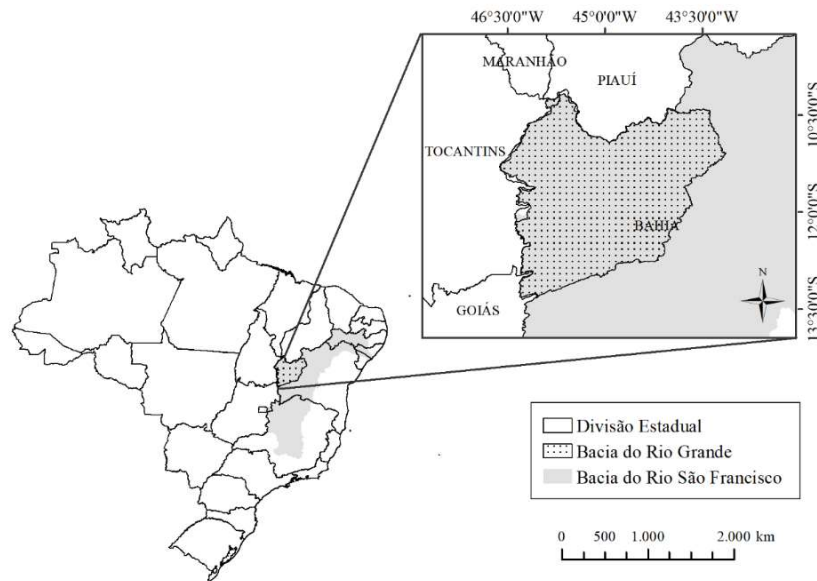 46°30'0"W 45°0'0"W 43°30'0"W
MARANHÃO
PIAUÍ
10°30'0"S
TOCANTINS
12°0'0"S
BAHIA
N
GOIÁS
13°30'0"S
Divisão Estadual
Bacia do Rio Grande
Bacia do Rio São Francisco
0 500 1.000 2.000 km